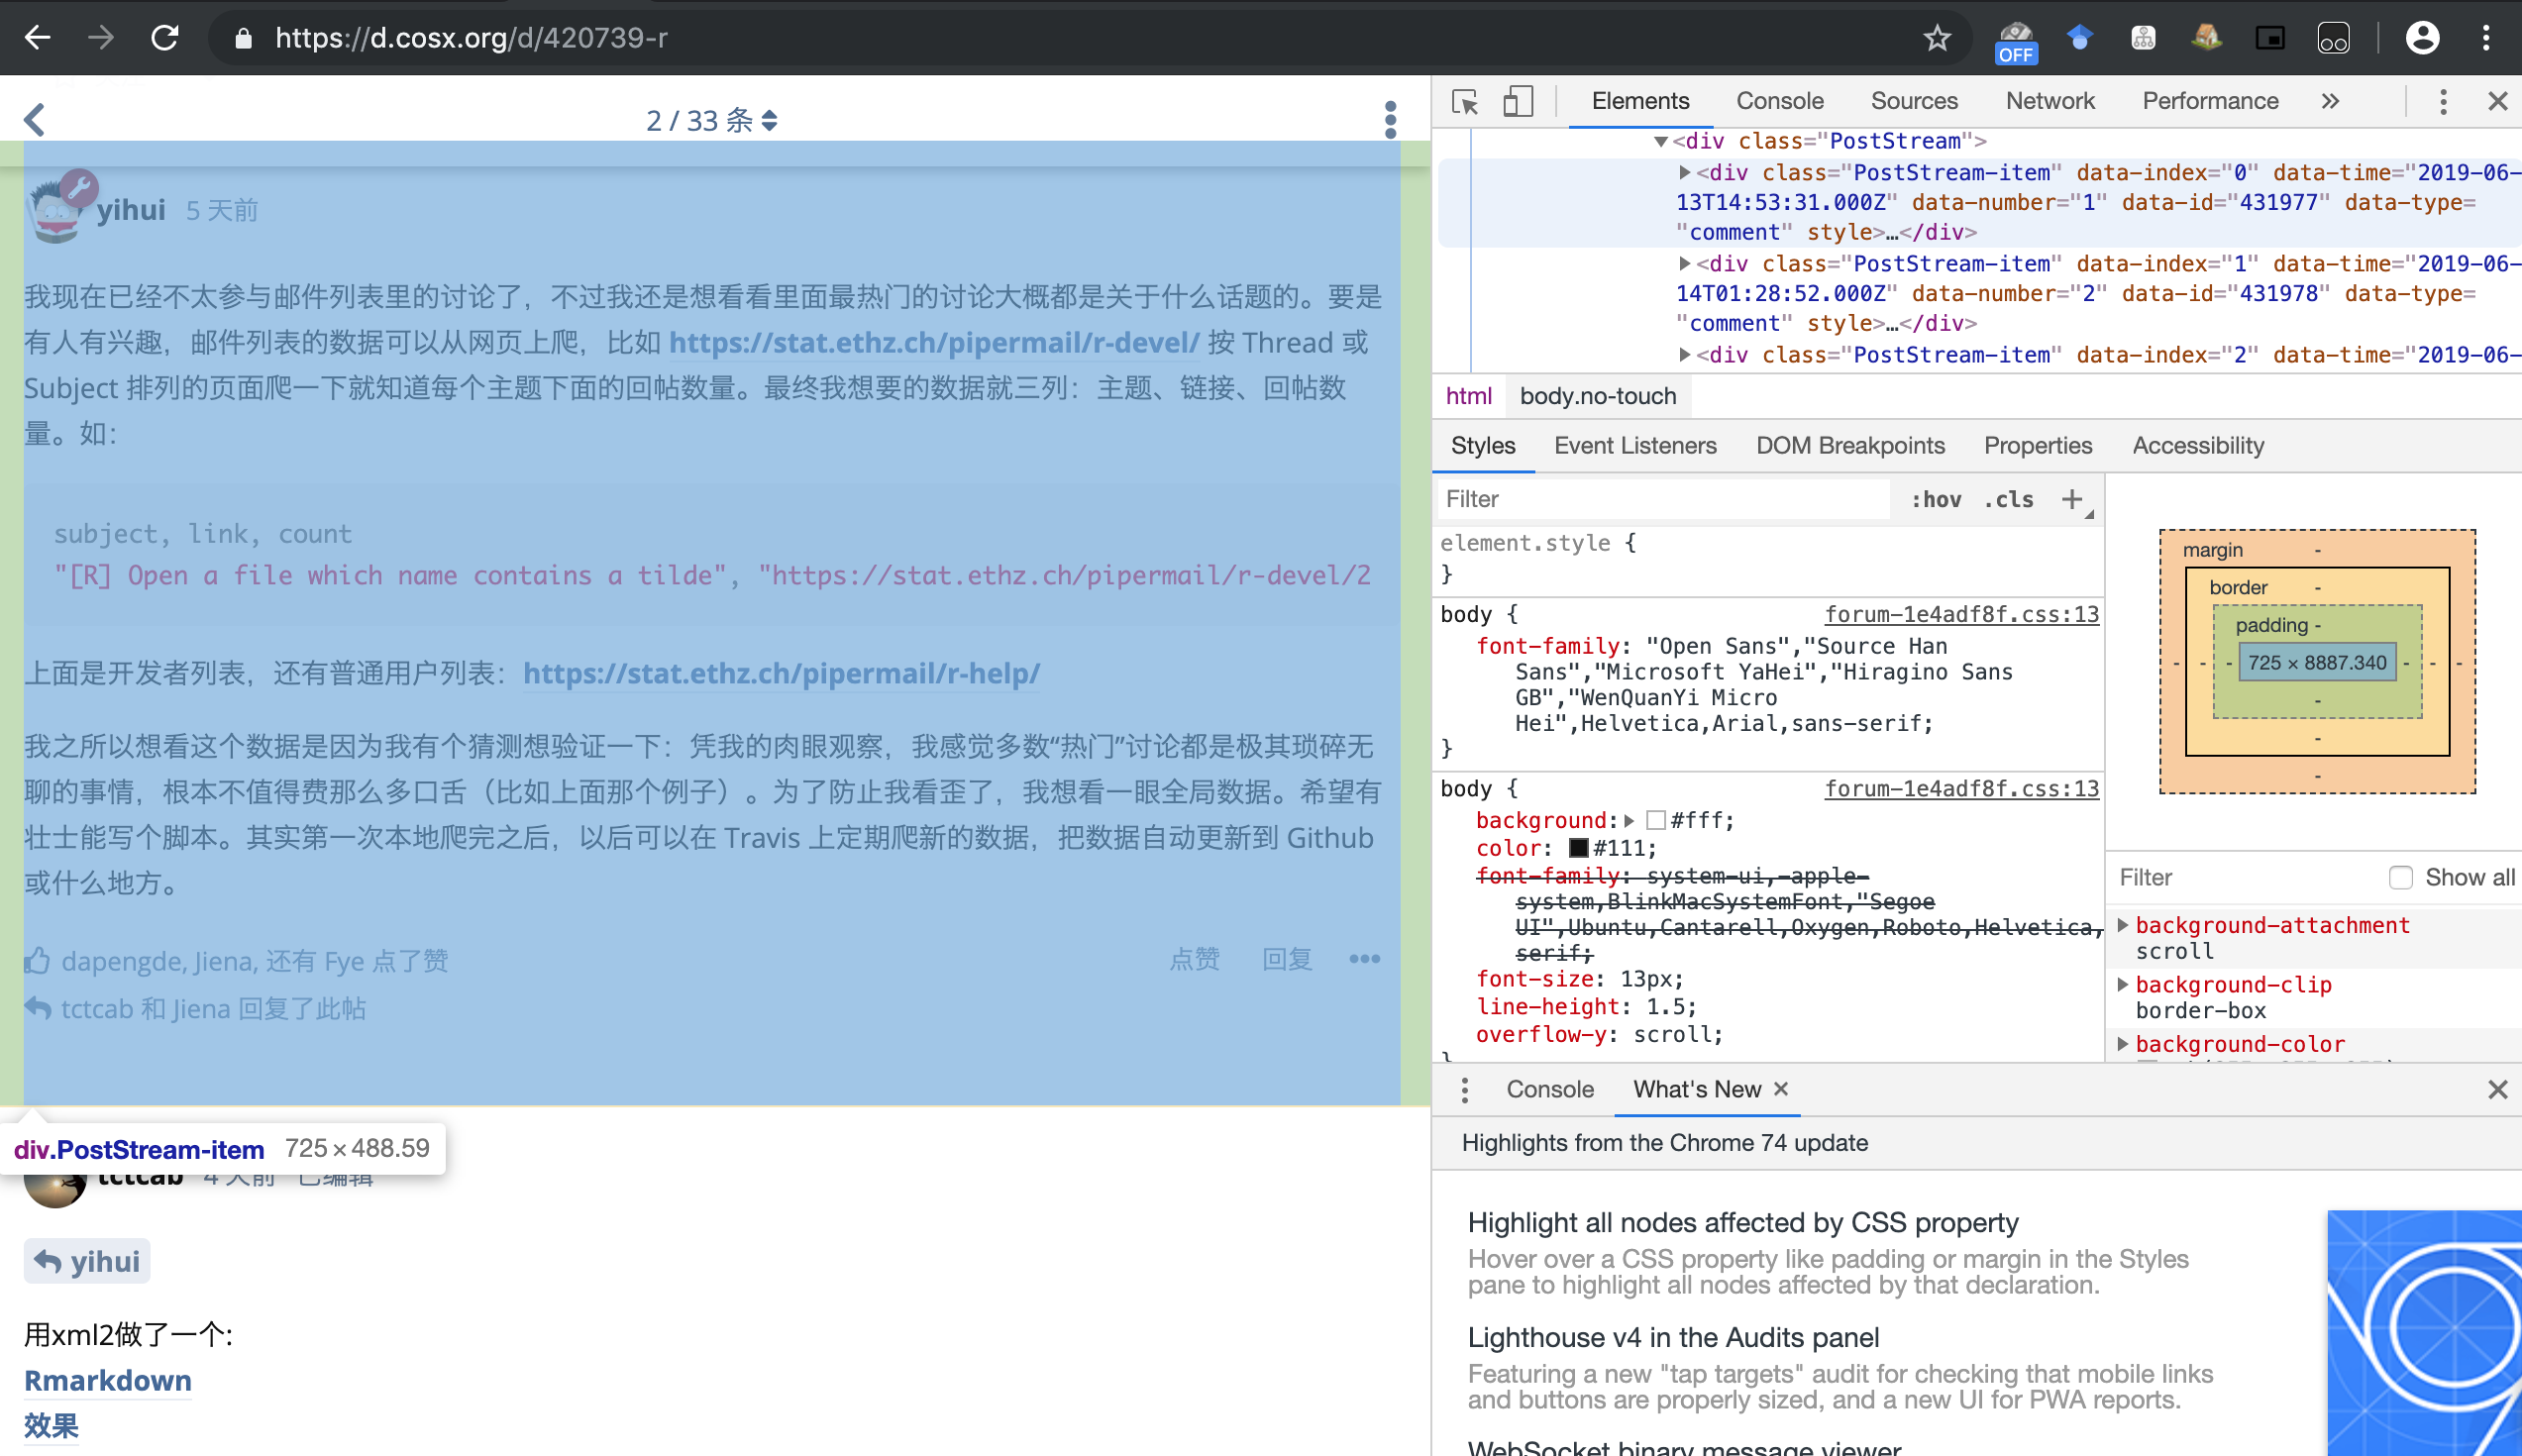 https://d.cosx.org/d/420739-r
OFF
2 / 33 条
yihui 5 天前
我现在已经不太参与邮件列表里的讨论了，不过我还是想看看里面最热门的讨论大概都是关于什么话题的。要是
有人有兴趣，邮件列表的数据可以从网页上爬，比如 https://stat.ethz.ch/pipermail/r-devel/ 按 Thread 或
Subject 排列的页面爬一下就知道每个主题下面的回帖数量。最终我想要的数据就三列：主题、链接、回帖数
量。如：
subject, link, count
"[R] Open a file which name contains a tilde", "https://stat.ethz.ch/pipermail/r-devel/2
上面是开发者列表，还有普通用户列表：https://stat.ethz.ch/pipermail/r-help/
我之所以想看这个数据是因为我有个猜测想验证一下：凭我的肉眼观察，我感觉多数“热门”讨论都是极其琐碎无
聊的事情，根本不值得费那么多口舌（比如上面那个例子）。为了防止我看歪了，我想看一眼全局数据。希望有
壮士能写个脚本。其实第一次本地爬完之后，以后可以在 Travis 上定期爬新的数据，把数据自动更新到 Github
或什么地方。
dapengde, Jiena, 还有 Fye 点了赞
点赞 回复 •••
tctcab 和 Jiena 回复了此帖
div.PostStream-item 725 × 488.59
tctcab 4 天前 已编辑
yihui
用xml2做了一个:
Rmarkdown
效果
Elements Console Sources Network Performance »
▼<div class="PostStream">
▶<div class="PostStream-item" data-index="0" data-time="2019-06-
13T14:53:31.000Z" data-number="1" data-id="431977" data-type=
"comment" style>…</div>
▶<div class="PostStream-item" data-index="1" data-time="2019-06-
14T01:28:52.000Z" data-number="2" data-id="431978" data-type=
"comment" style>…</div>
▶<div class="PostStream-item" data-index="2" data-time="2019-06-
html body.no-touch
Styles Event Listeners DOM Breakpoints Properties Accessibility
Filter :hov .cls +
element.style {
}
body { forum-1e4adf8f.css:13
font-family: "Open Sans","Source Han
Sans","Microsoft YaHei","Hiragino Sans
GB","WenQuanYi Micro
Hei",Helvetica,Arial,sans-serif;
}
body { forum-1e4adf8f.css:13
background:▶ #fff;
color: #111;
font-family: system-ui,-apple-
system,BlinkMacSystemFont,"Segoe
UI",Ubuntu,Cantarell,Oxygen,Roboto,Helvetica,
serif;
font-size: 13px;
line-height: 1.5;
overflow-y: scroll;
}
margin -
border -
padding -
- - - 725 × 8887.340 - - -
-
-
-
Filter Show all
▶background-attachment
scroll
▶background-clip
border-box
▶background-color
Console What's New ×
Highlights from the Chrome 74 update
Highlight all nodes affected by CSS property
Hover over a CSS property like padding or margin in the Styles
pane to highlight all nodes affected by that declaration.
Lighthouse v4 in the Audits panel
Featuring a new "tap targets" audit for checking that mobile links
and buttons are properly sized, and a new UI for PWA reports.
WebSocket binary message viewer